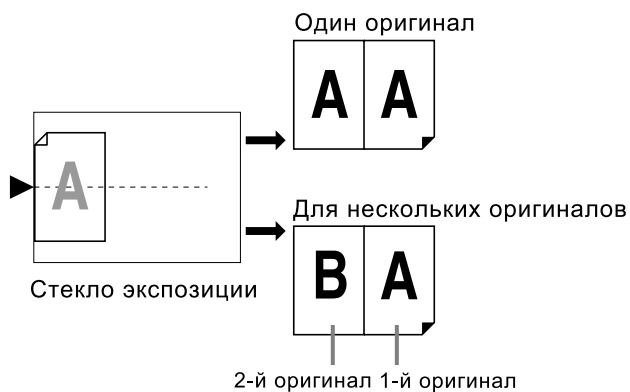 Один оригинал
A A
A
Для нескольких оригиналов
B A
Стекло экспозиции
2-й оригинал 1-й оригинал